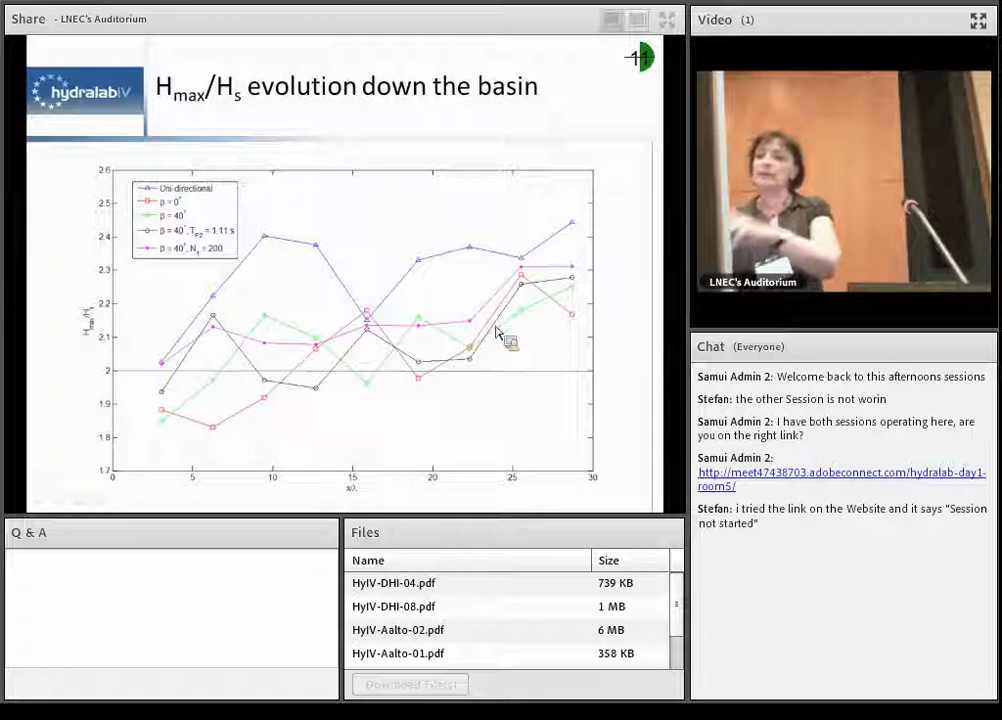 Share - LNEC's Auditorium
11
hydralabIV
Hmax/Hs evolution down the basin
2.6
2.5
2.4
2.3
2.2
2.1
2
1.9
1.8
1.7
Hmax/Hs
Uni-directional
β = 0°
β = 40°
β = 40°, TP2 = 1.11 s
β = 40°, N1 = 200
0 5 10 15 20 25 30
x/λ
Video (1)
LNEC's Auditorium
Chat (Everyone)
Samui Admin 2: Welcome back to this afternoons sessions
Stefan: the other Session is not worin
Samui Admin 2: I have both sessions operating here, are
you on the right link?
Samui Admin 2:
http://meet47438703.adobeconnect.com/hydralab-day1-
room5/
Stefan: i tried the link on the Website and it says "Session
not started"
Q & A
Files
Name Size
HyIV-DHI-04.pdf 739 KB
HyIV-DHI-08.pdf 1 MB
HyIV-Aalto-02.pdf 6 MB
HyIV-Aalto-01.pdf 358 KB
Download File(s)